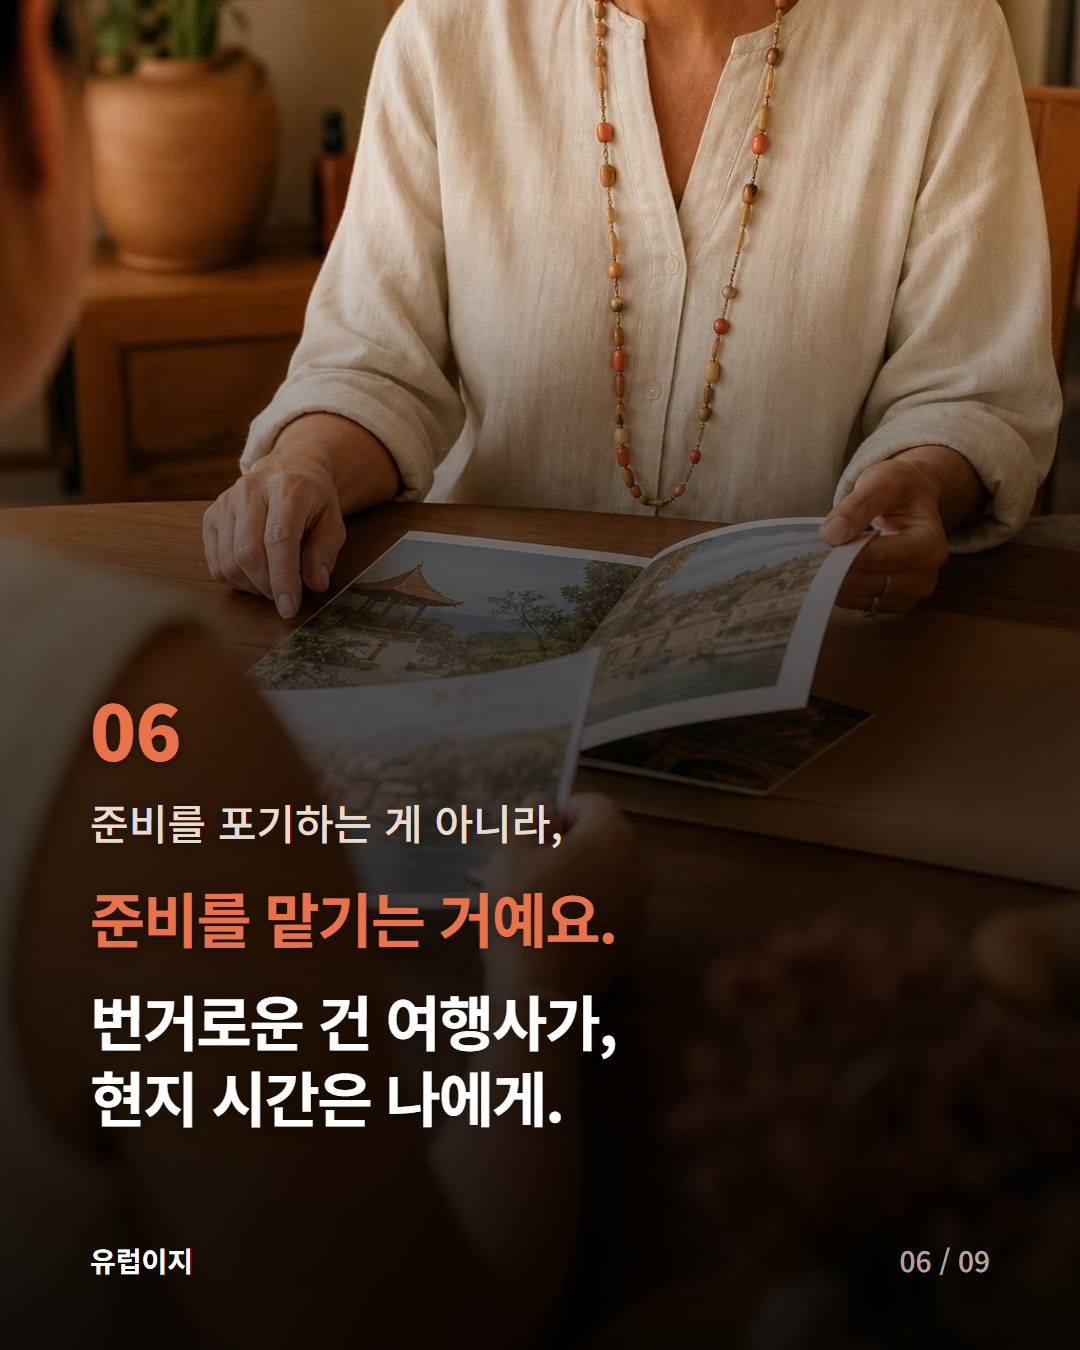 06
준비를 포기하는 게 아니라,
준비를 맡기는 거예요.
번거로운 건 여행사가,
현지 시간은 나에게.
유럽이지
06 / 09